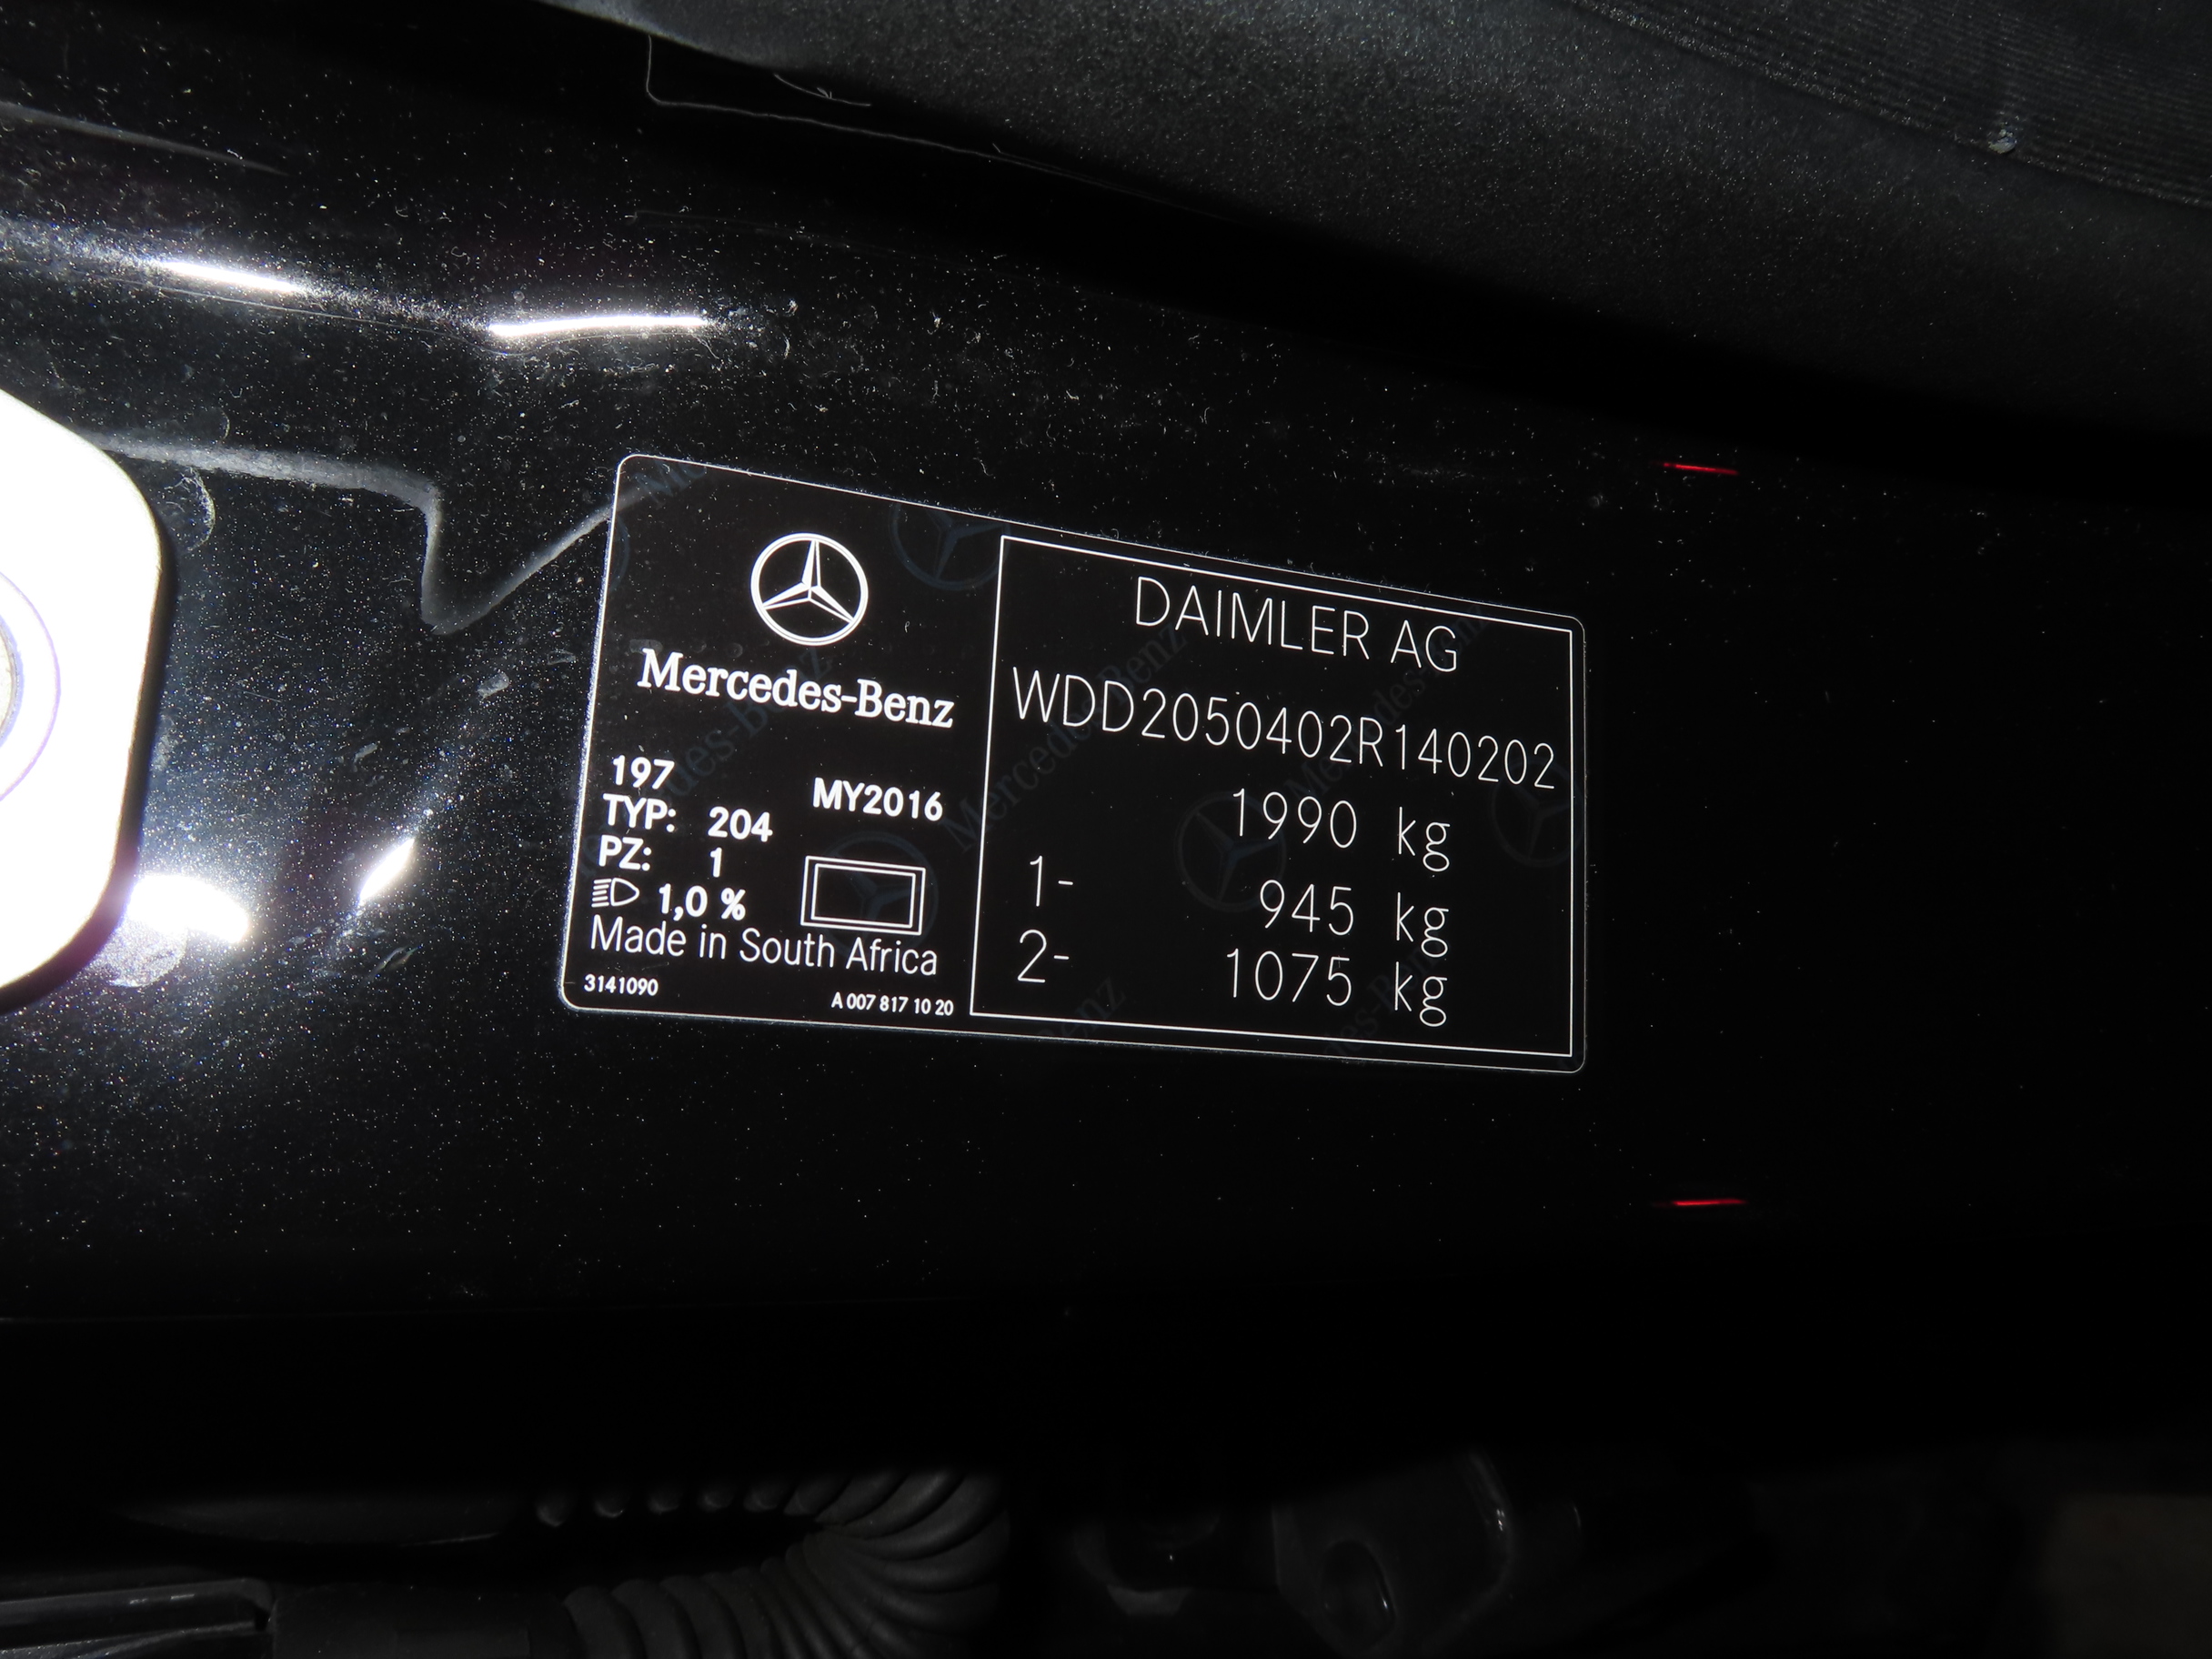 Mercedes-Benz
197
MY2016
TYP: 204
PZ: 1
1,0 %
Made in South Africa
3141090
A 007 817 10 20
DAIMLER AG
WDD2050402R140202
1990 kg
1- 945 kg
2- 1075 kg